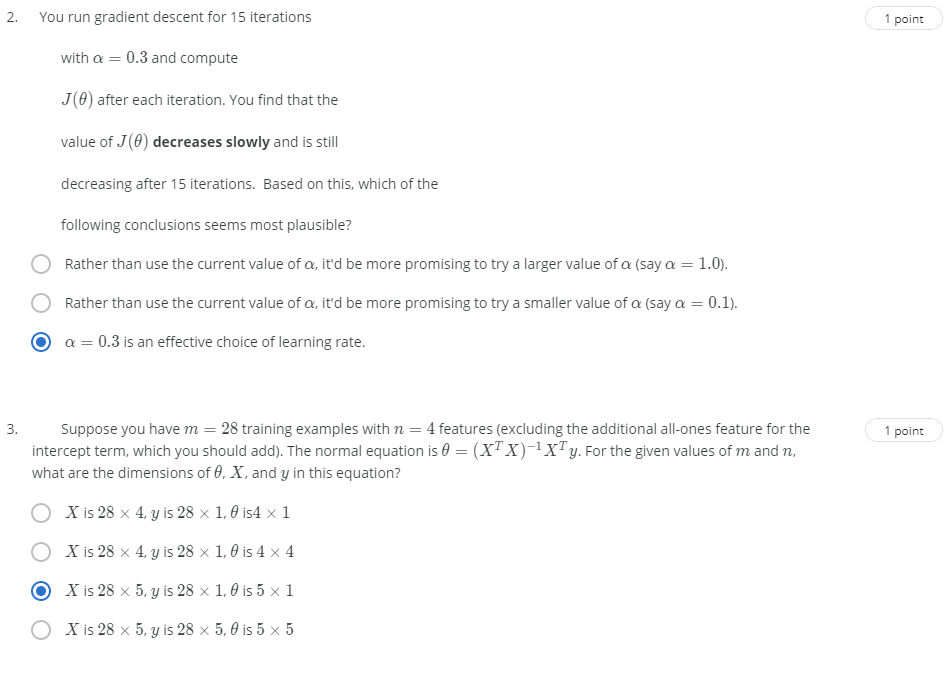 2. You run gradient descent for 15 iterations
1 point
with α = 0.3 and compute
J(θ) after each iteration. You find that the
value of J(θ) decreases slowly and is still
decreasing after 15 iterations. Based on this, which of the
following conclusions seems most plausible?
Rather than use the current value of α, it'd be more promising to try a larger value of α (say α = 1.0).
Rather than use the current value of α, it'd be more promising to try a smaller value of α (say α = 0.1).
α = 0.3 is an effective choice of learning rate.
3. Suppose you have m = 28 training examples with n = 4 features (excluding the additional all-ones feature for the
1 point
intercept term, which you should add). The normal equation is θ = (XᵀX)⁻¹Xᵀy. For the given values of m and n,
what are the dimensions of θ, X, and y in this equation?
X is 28 × 4, y is 28 × 1, θ is4 × 1
X is 28 × 4, y is 28 × 1, θ is 4 × 4
X is 28 × 5, y is 28 × 1, θ is 5 × 1
X is 28 × 5, y is 28 × 5, θ is 5 × 5